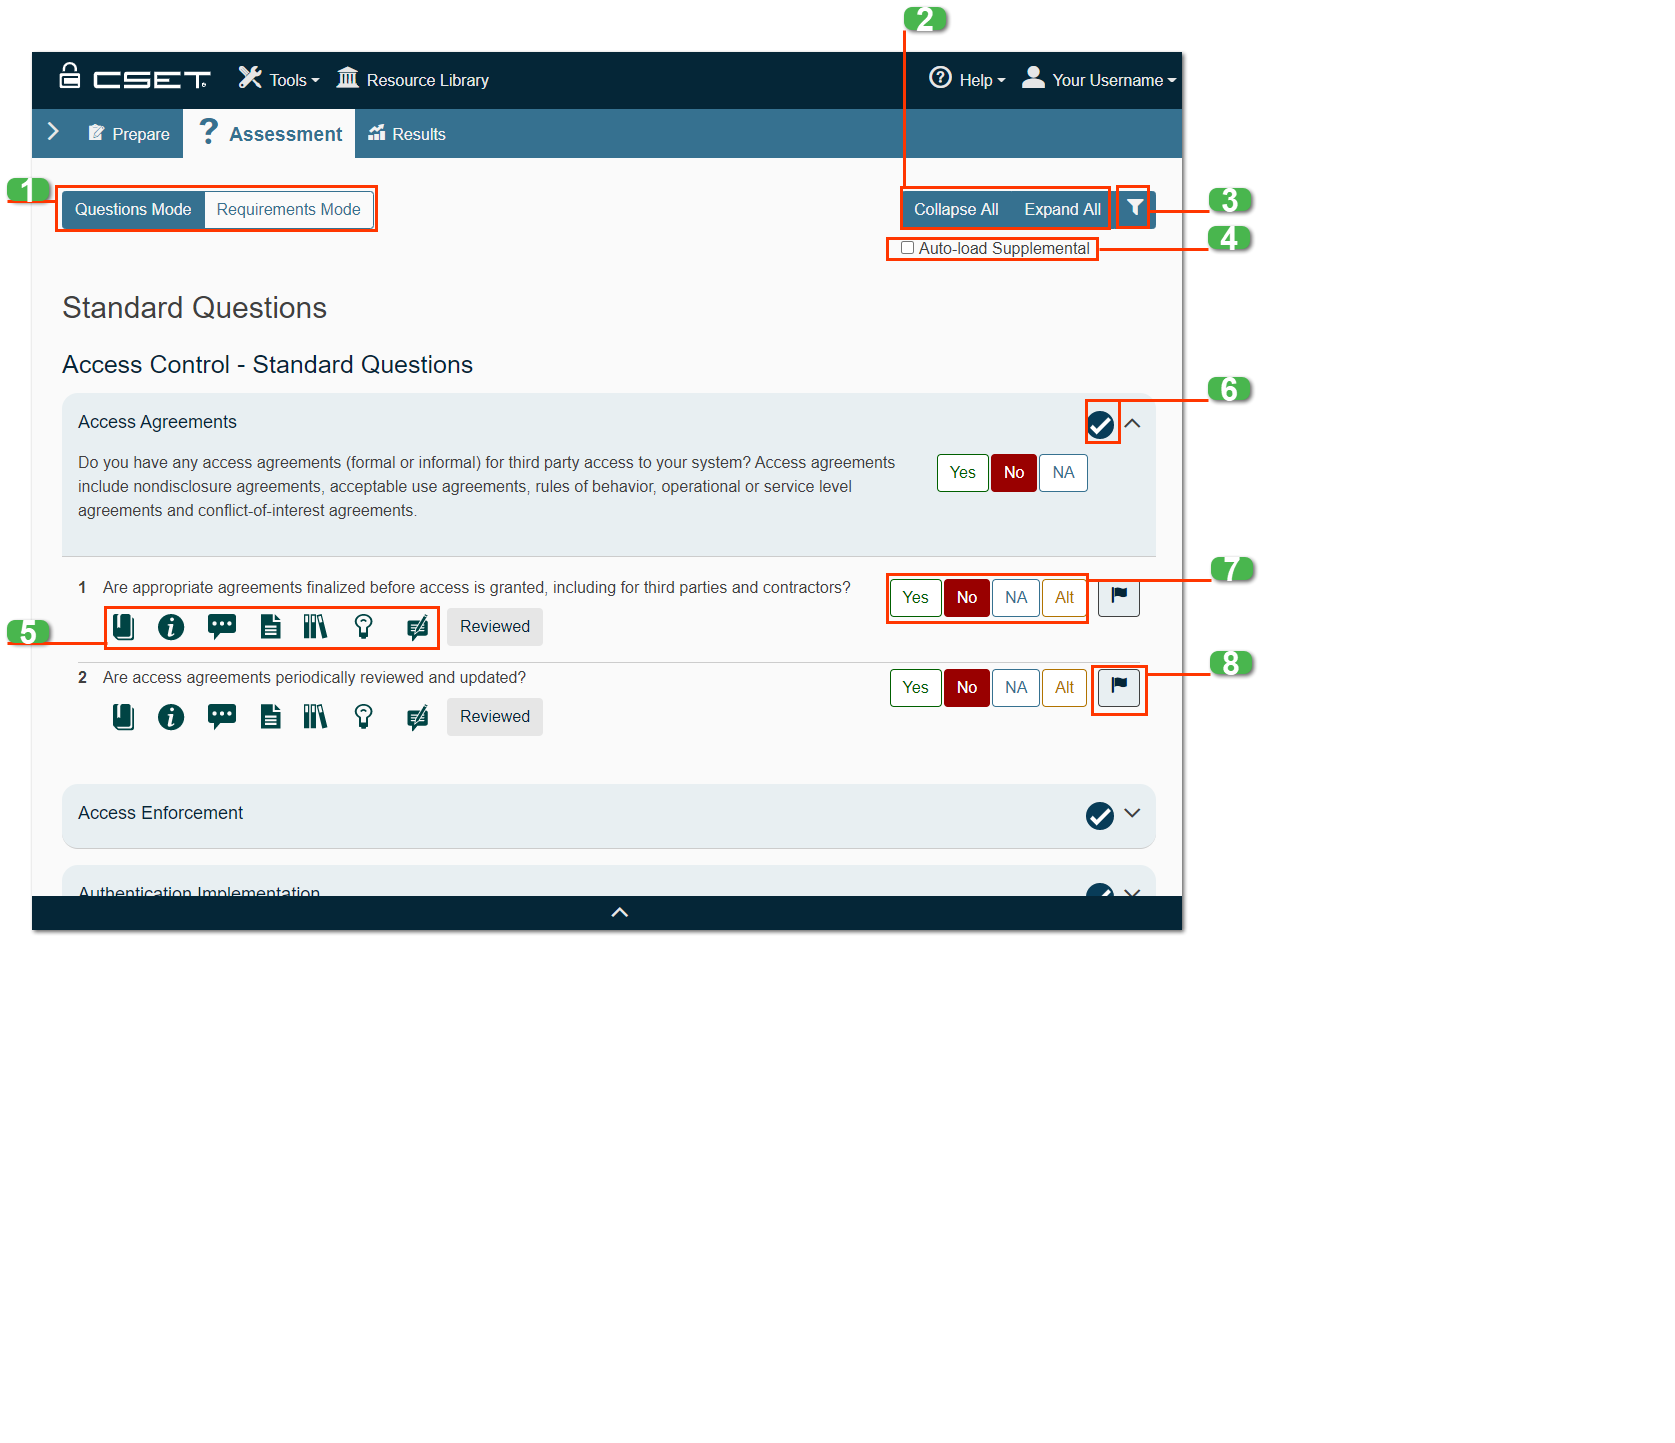 2
CSET Tools Resource Library Help Your Username
Prepare ? Assessment Results
1
Questions Mode Requirements Mode Collapse All Expand All
3
Auto-load Supplemental
4
Standard Questions
Access Control - Standard Questions
6
Access Agreements
Do you have any access agreements (formal or informal) for third party access to your system? Access agreements
include nondisclosure agreements, acceptable use agreements, rules of behavior, operational or service level
agreements and conflict-of-interest agreements.
Yes No NA
7
1 Are appropriate agreements finalized before access is granted, including for third parties and contractors? Yes No NA Alt
5
Reviewed
8
2 Are access agreements periodically reviewed and updated? Yes No NA Alt
Reviewed
Access Enforcement
Authentication Implementation